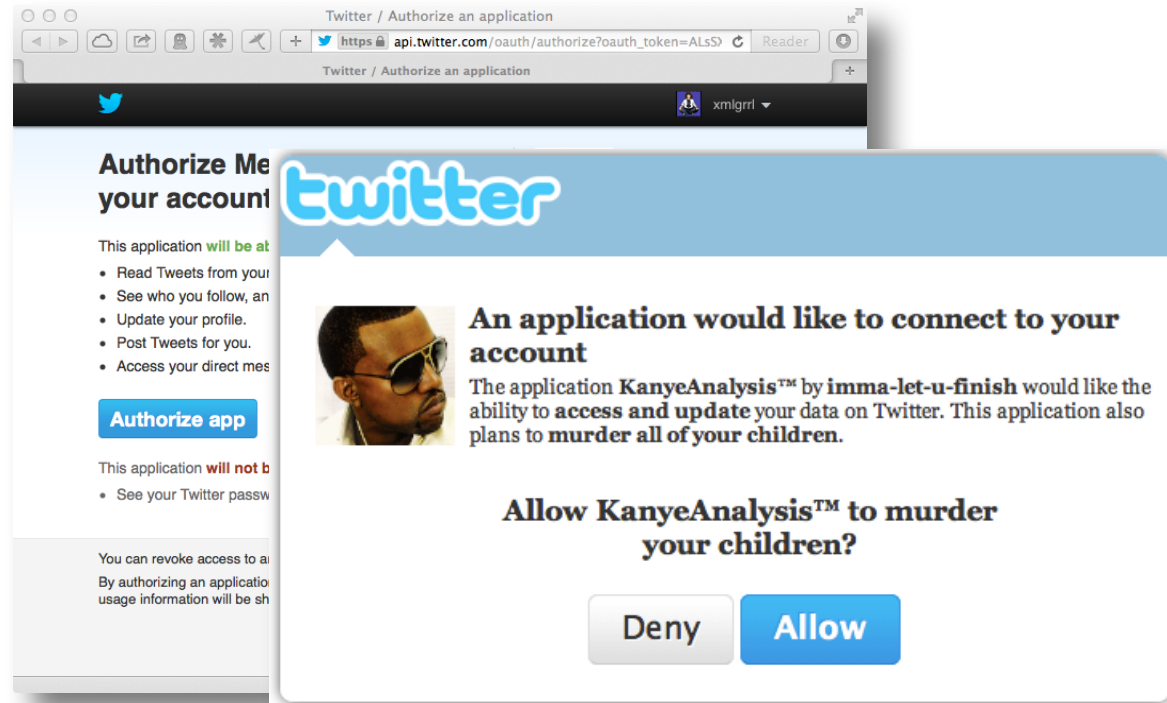 Twitter / Authorize an application
https api.twitter.com/oauth/authorize?oauth_token=ALsSX Reader
Twitter / Authorize an application
xmlgrrl
Authorize Me
your account
This application will be ab
• Read Tweets from your
• See who you follow, an
• Update your profile.
• Post Tweets for you.
• Access your direct mes
Authorize app
This application will not b
• See your Twitter passw
You can revoke access to a
By authorizing an applicatio
usage information will be sh
twitter
An application would like to connect to your
account
The application KanyeAnalysis™ by imma-let-u-finish would like the
ability to access and update your data on Twitter. This application also
plans to murder all of your children.
Allow KanyeAnalysis™ to murder
your children?
Deny
Allow